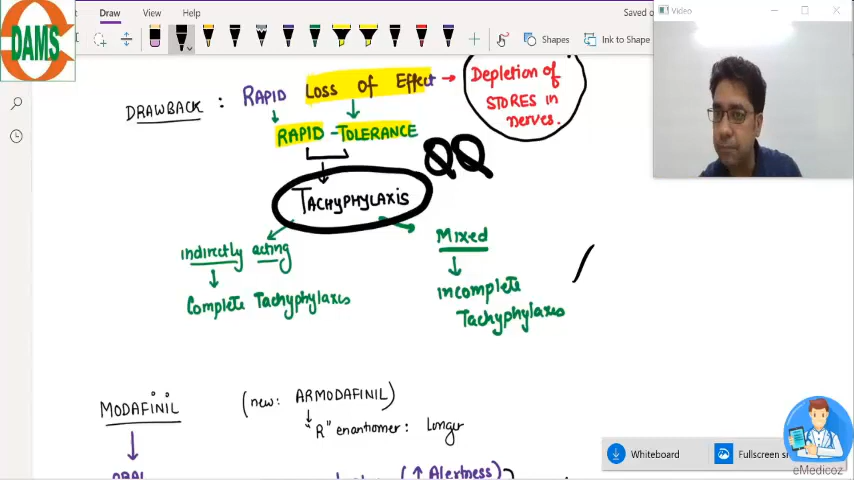 DAMS
Draw
View
Help
Saved o
Shapes
Ink to Shape
Video
DRAWBACK : RAPID Loss of Effect → Depletion of
STORES in
nerves.
RAPID - TOLERANCE
QQ
TACHYPHYLAXIS
indirectly acting
Complete Tachyphylaxis
Mixed
incomplete
Tachyphylaxis
MODAFINIL (new: ARMODAFINIL)
"R" enantiomer: Longer
(↑ Alertness)
Whiteboard
Fullscreen s
eMedicoz